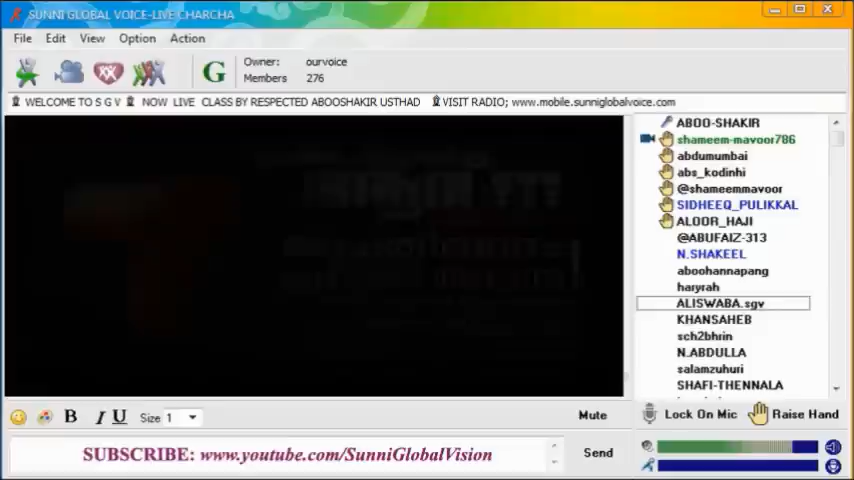 SUNNI GLOBAL VOICE-LIVE CHARCHA
File Edit View Option Action
G
Owner: ourvoice
Members 276
WELCOME TO S G V NOW LIVE CLASS BY RESPECTED ABOOSHAKIR USTHAD VISIT RADIO; www.mobile.sunniglobalvoice.com
ABOO-SHAKIR
shameem-mavoor786
abdumumbai
abs_kodinhi
@shameemmavoor
SIDHEEQ_PULIKKAL
ALOOR_HAJI
@ABUFAIZ-313
N.SHAKEEL
aboohannapang
haryrah
ALISWABA.sgv
KHANSAHEB
sch2bhrin
N.ABDULLA
salamzuhuri
SHAFI-THENNALA
B I U Size 1 Mute
Lock On Mic Raise Hand
SUBSCRIBE: www.youtube.com/SunniGlobalVision Send